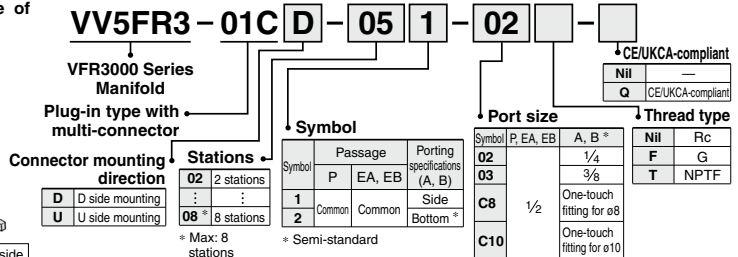 e of
VV5FR3 – 01C D – 05 1 – 02 –
VFR3000 Series
Manifold
Plug-in type with
multi-connector
Connector mounting
direction
D D side mounting
U U side mounting
Stations
02 2 stations
⋮ ⋮
08 * 8 stations
* Max: 8
stations
Symbol
Symbol Passage Porting specifications (A, B)
P EA, EB
1 Common Common Side
2 Bottom *
* Semi-standard
Port size
Symbol P, EA, EB A, B *
02 1/2 1/4
03 3/8
C8 One-touch
fitting for ø8
C10 One-touch
fitting for ø10
CE/UKCA-compliant
Nil —
Q CE/UKCA-compliant
Thread type
Nil Rc
F G
T NPTF
side